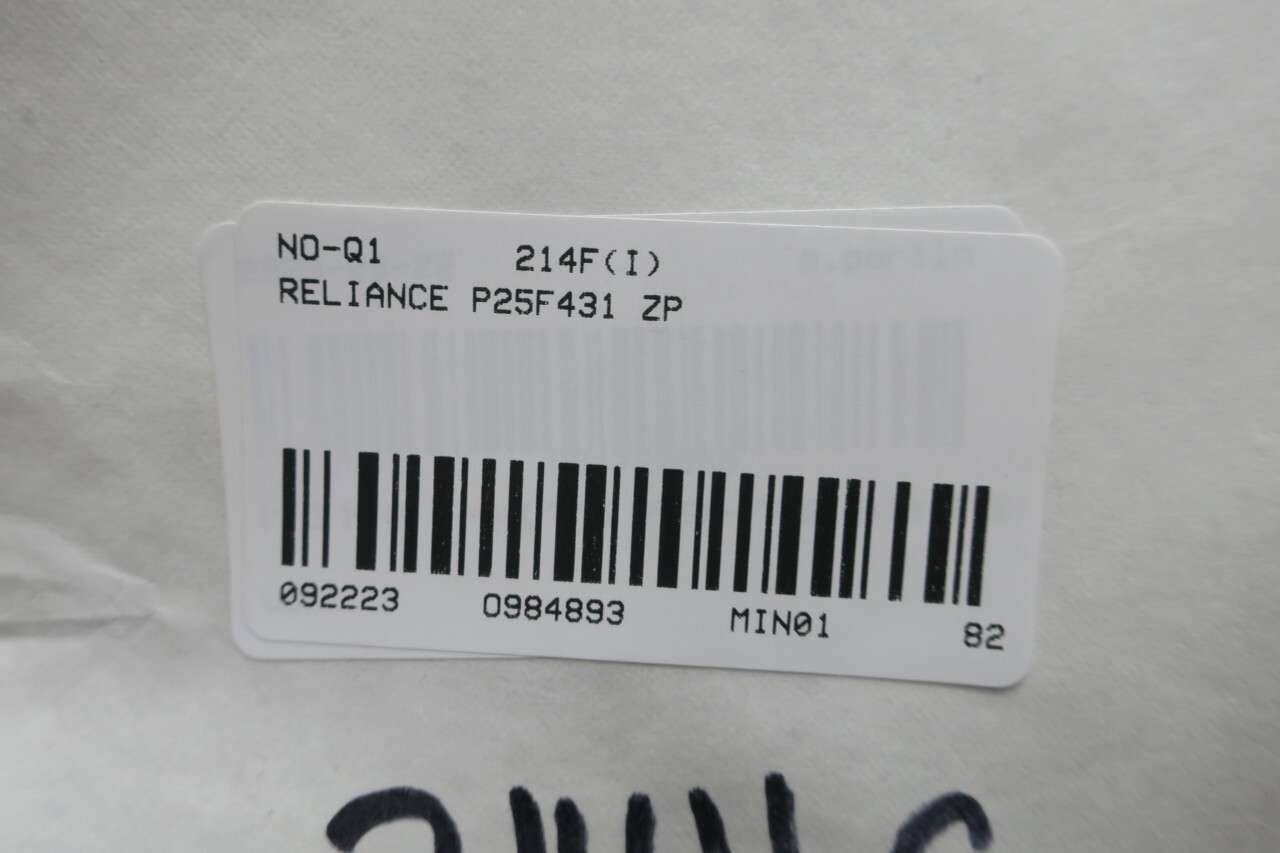 NO-Q1 214F(I)
RELIANCE P25F431 ZP
092223 0984893 MIN01 82